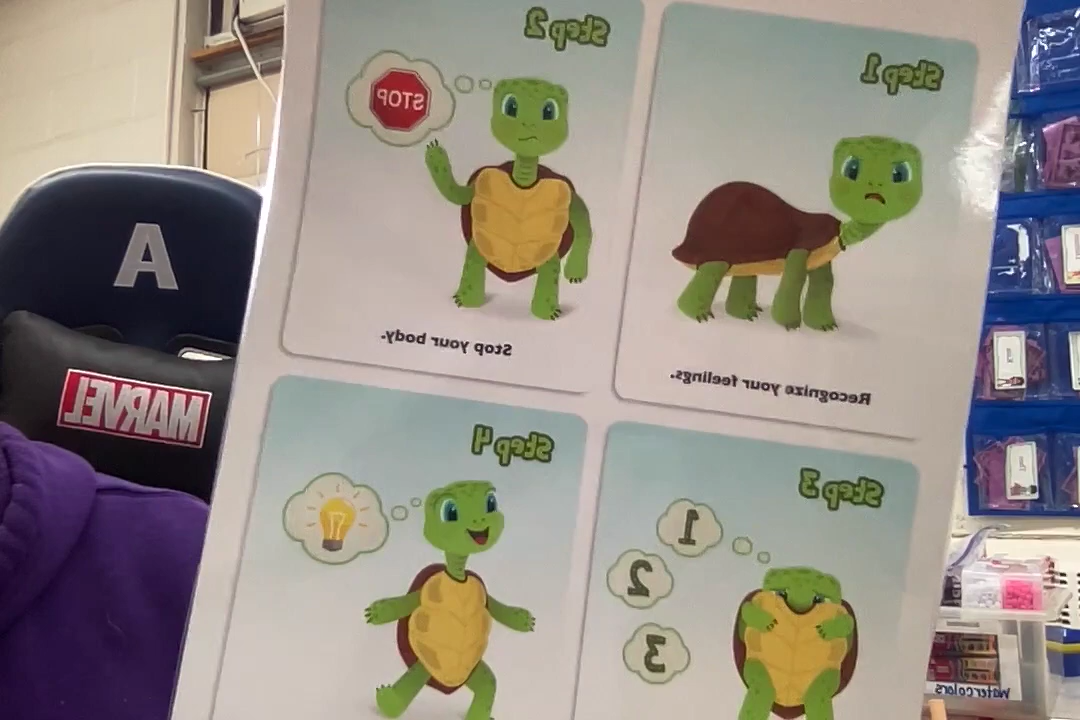 Step 1
Recognize your feelings.
Step 2
STOP
Stop your body.
Step 3
1
2
3
Step 4
A
MARVEL
watercolors